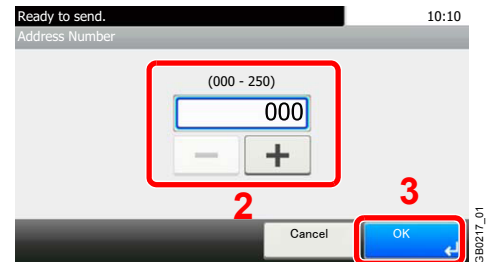 Ready to send. 10:10
Address Number
(000 - 250)
000
− +
2
3
Cancel OK
GB0217_01